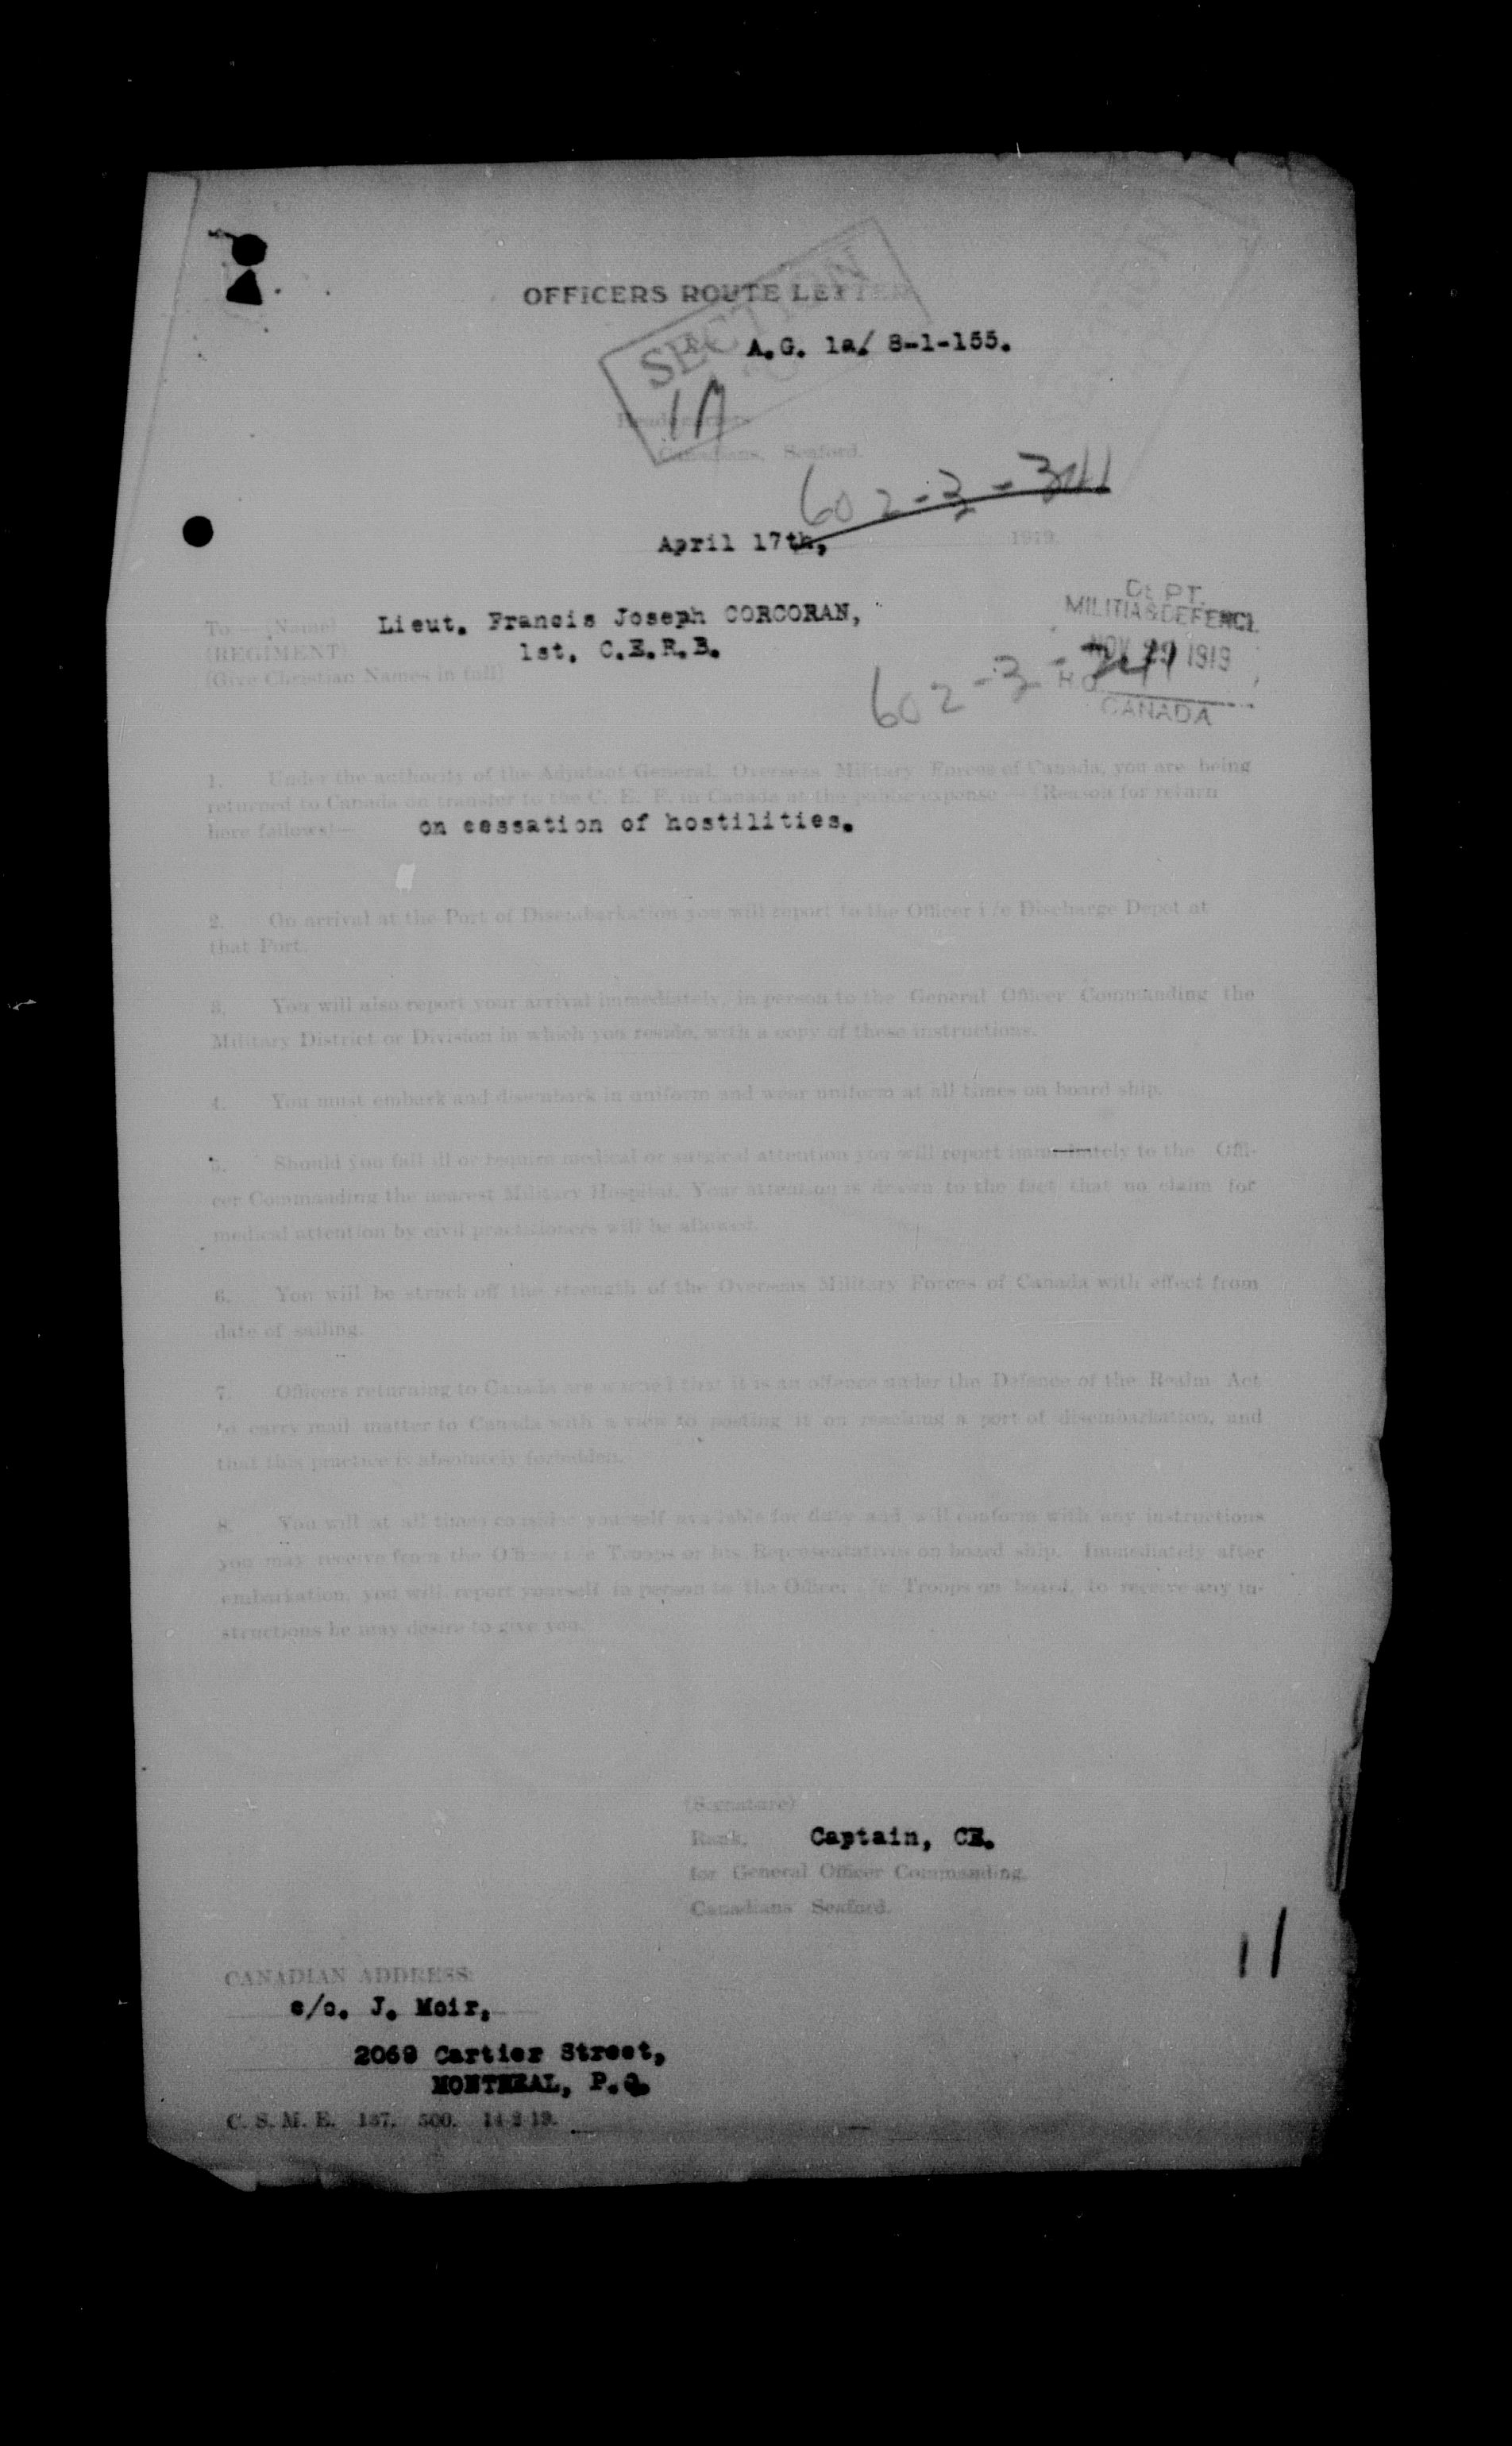 OFFICERS ROUTE LETTER
SECTION
A.G. 1a/ 8-1-155.
1A
Headquarters
Canadians, Seaford.
602-3-341
April 17th, 1919.
DEPT.
MILITIA & DEFENCE
To:—(Name) Lieut. Francis Joseph CORCORAN,
(REGIMENT) 1st. C.E.R.B.
NOV 29 1919
(Give Christian Names in full)
602-3-341
H.Q.
CANADA
1. Under the authority of the Adjutant-General, Overseas Military Forces of Canada, you are being
returned to Canada on transfer to the C. E. F. in Canada at the public expense — (Reason for return
here follows)— on cessation of hostilities.
2. On arrival at the Port of Disembarkation you will report to the Officer i/c Discharge Depot at
that Port.
3. You will also report your arrival immediately, in person to the General Officer Commanding the
Military District or Division in which you reside, with a copy of these instructions.
4. You must embark and disembark in uniform and wear uniform at all times on board ship.
5. Should you fall ill or require medical or surgical attention you will report immediately to the Offi-
cer Commanding the nearest Military Hospital. Your attention is drawn to the fact that no claim for
medical attention by civil practitioners will be allowed.
6. You will be struck off the strength of the Overseas Military Forces of Canada with effect from
date of sailing.
7. Officers returning to Canada are warned that it is an offence under the Defence of the Realm Act
to carry mail matter to Canada with a view to posting it on reaching a port of disembarkation, and
that this practice is absolutely forbidden.
8. You will at all times consider yourself available for duty and will conform with any instructions
you may receive from the Officer i/c Troops or his Representatives on board ship. Immediately after
embarkation, you will report yourself in person to the Officer i/c Troops on board, to receive any in-
structions he may desire to give you.
(Signature)
Rank, Captain, CE.
for General Officer Commanding,
Canadians Seaford.
11
CANADIAN ADDRESS:
c/o. J. Moir,
2069 Cartier Street,
MONTREAL, P.Q.
C. S. M. E. 187. 500. 14-2-19.